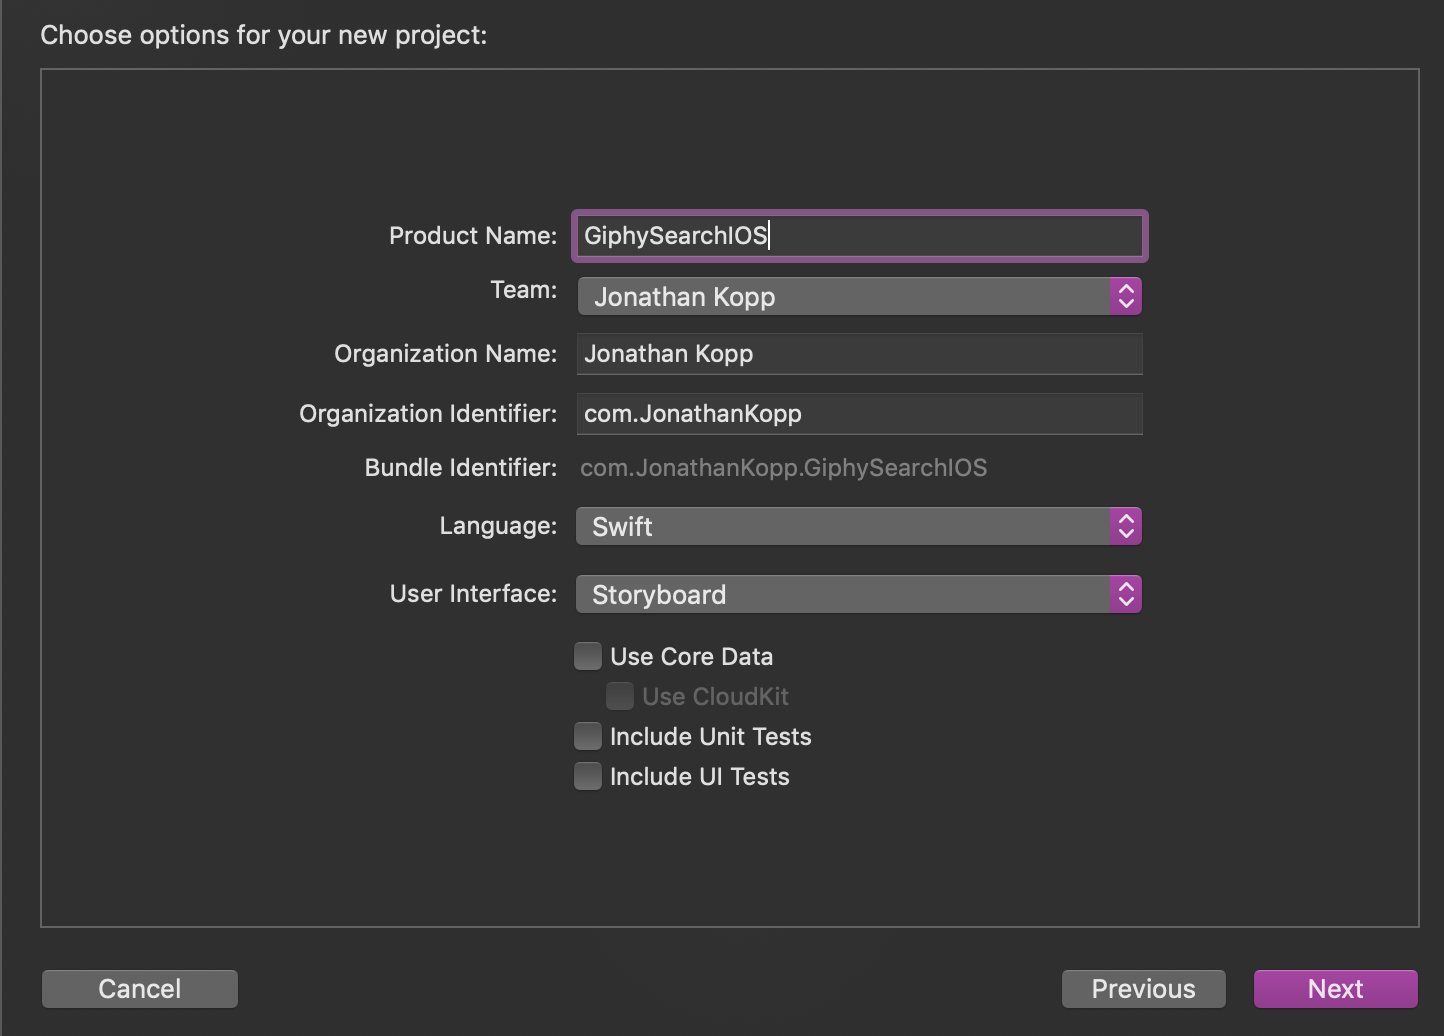 Choose options for your new project:
Product Name: GiphySearchIOS
Team: Jonathan Kopp
Organization Name: Jonathan Kopp
Organization Identifier: com.JonathanKopp
Bundle Identifier: com.JonathanKopp.GiphySearchIOS
Language: Swift
User Interface: Storyboard
Use Core Data
Use CloudKit
Include Unit Tests
Include UI Tests
Cancel Previous Next